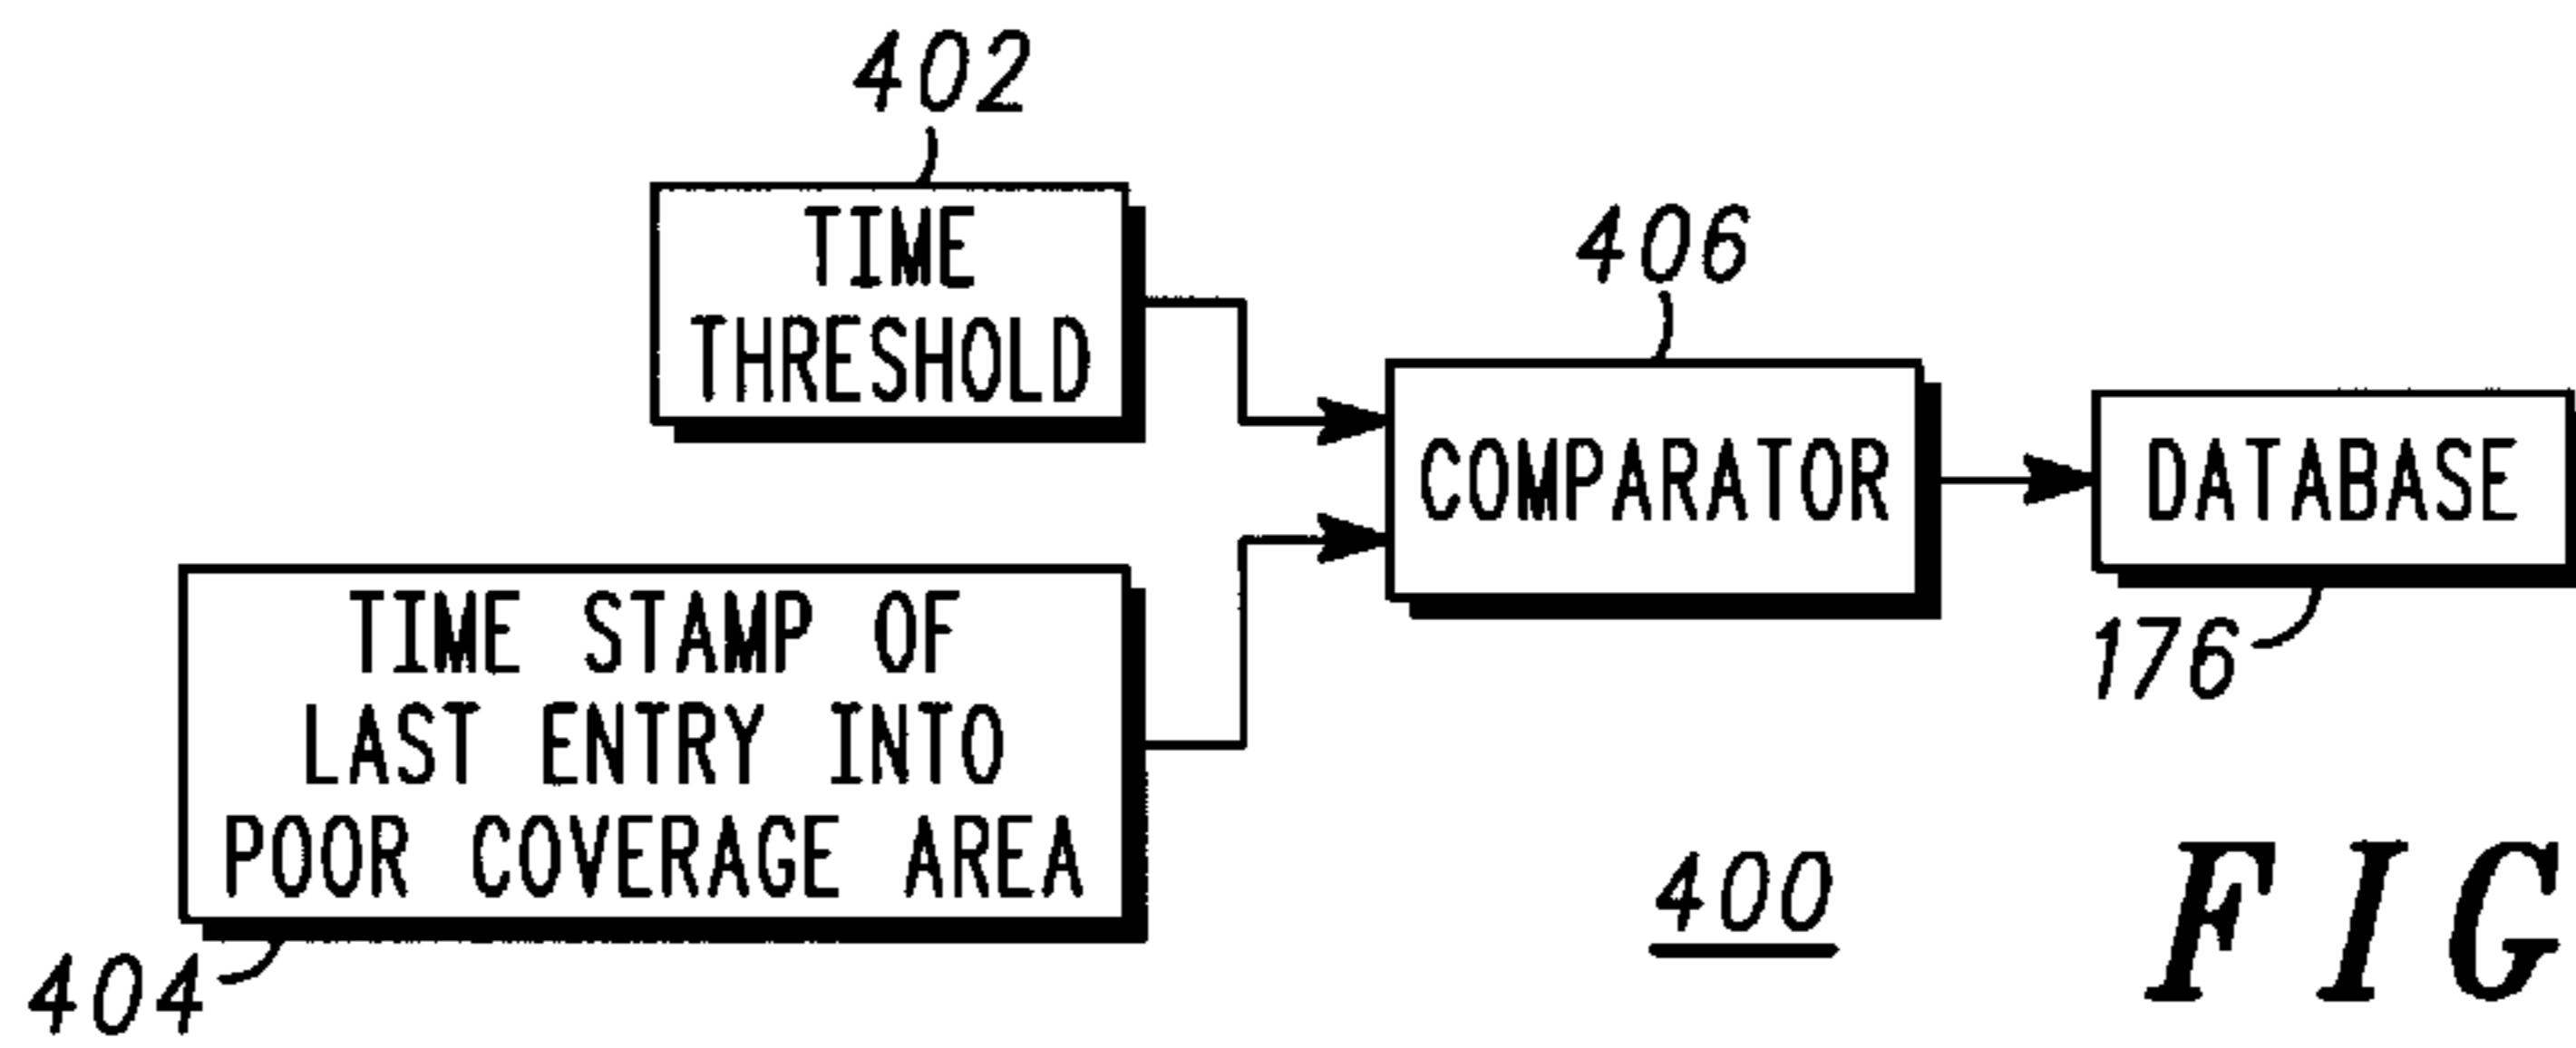 402
TIME
THRESHOLD
406
COMPARATOR
DATABASE
176
TIME STAMP OF
LAST ENTRY INTO
POOR COVERAGE AREA
404
400
FIG